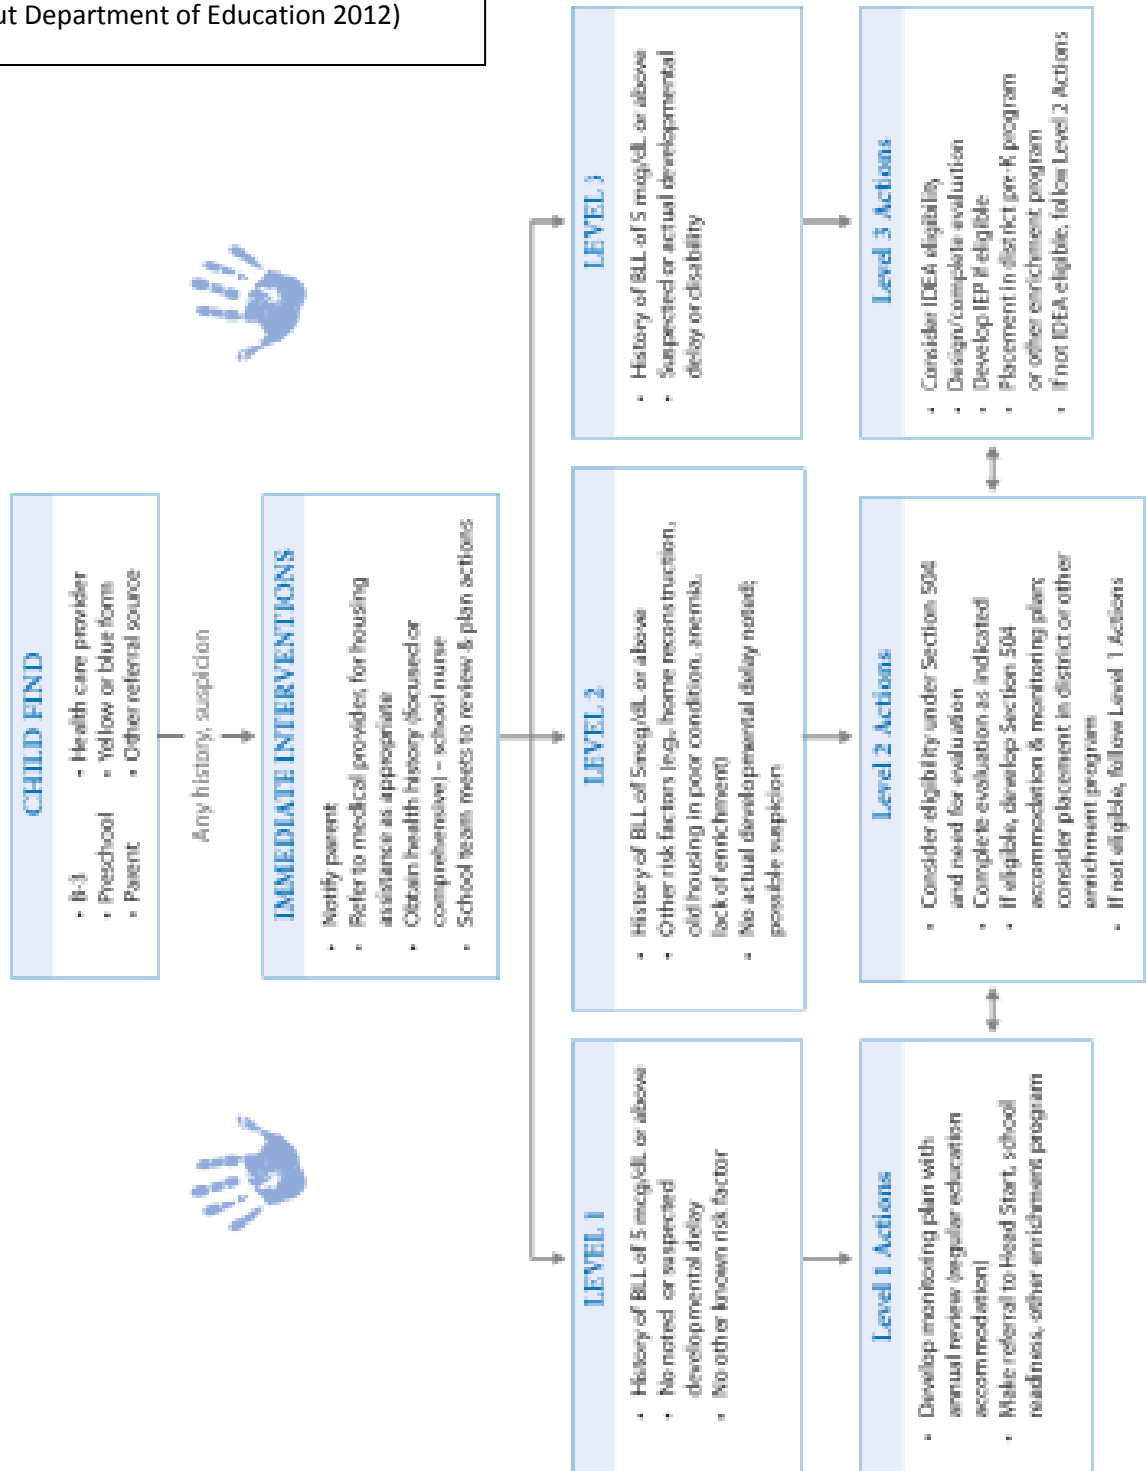 ut Department of Education 2012)
CHILD FIND
• B-3 • Health care provider
• Preschool • Yellow or blue form
• Parent • Other referral source
Any history, suspicion
IMMEDIATE INTERVENTIONS
• Notify parent
• Refer to medical provides, for housing
assistance as appropriate
• Obtain health history (focused or
comprehensive) – school nurse
• School team meets to review & plan actions
LEVEL 1
• History of BLL of 5 mcg/dL or above
• No noted or suspected
developmental delay
• No other known risk factor
LEVEL 2
• History of BLL of 5mcg/dL or above
• Other risk factors (eg., home reconstruction,
old housing in poor condition, anemia,
lack of enrichment)
• No actual developmental delay noted;
possible suspicion
LEVEL 3
• History of BLL of 5 mcg/dL or above
• Suspected or actual developmental
delay or disability
Level 1 Actions
• Develop monitoring plan with
annual review (regular education
accommodation)
• Make referral to Head Start, school
readiness, other enrichment program
Level 2 Actions
• Consider eligibility under Section 504
and need for evaluation
• Complete evaluation as indicated
• If eligible, develop Section 504
accommodation & monitoring plan;
consider placement in district or other
enrichment program
• If not eligible, follow Level 1 Actions
Level 3 Actions
• Consider IDEA eligibility
• Design/complete evaluation
• Develop IEP if eligible
• Placement in district pre-K program
or other enrichment program
• If not IDEA eligible, follow Level 2 Actions